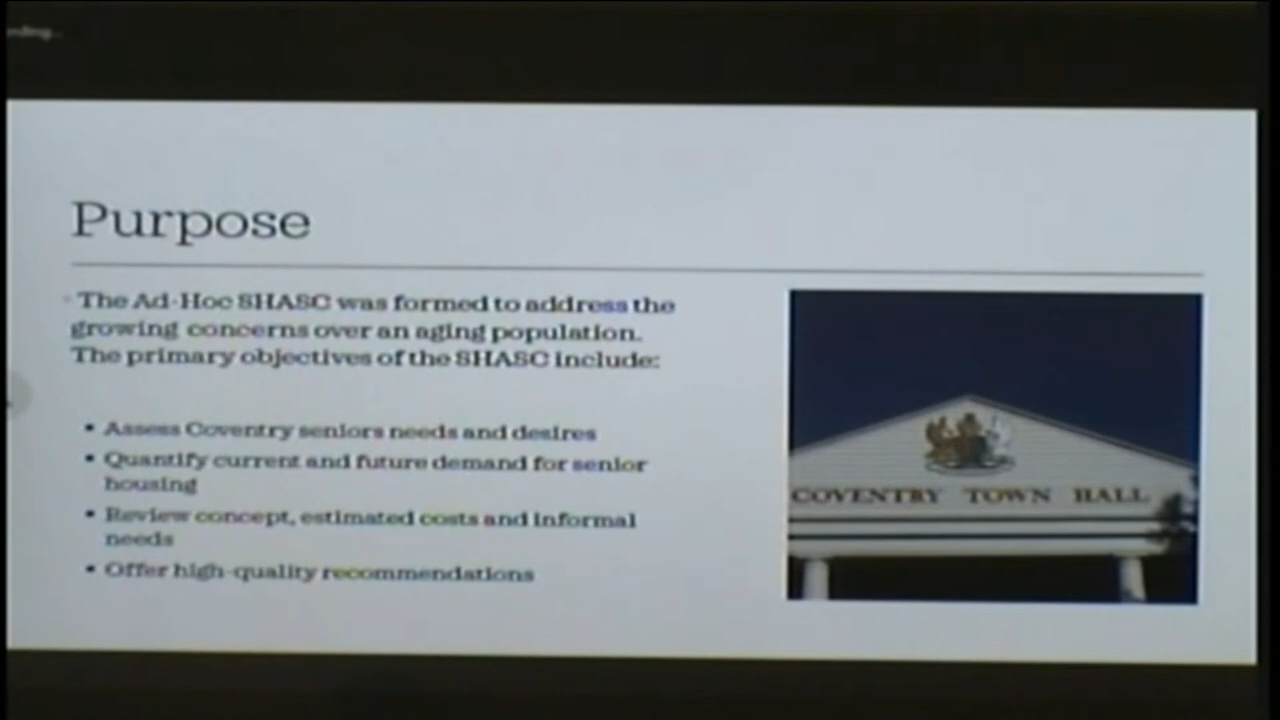 Purpose
The Ad-Hoc SHASC was formed to address the
growing concerns over an aging population.
The primary objectives of the SHASC include:
• Assess Coventry seniors needs and desires
• Quantify current and future demand for senior
housing
• Review concept, estimated costs and informal
needs
• Offer high-quality recommendations
COVENTRY TOWN HALL